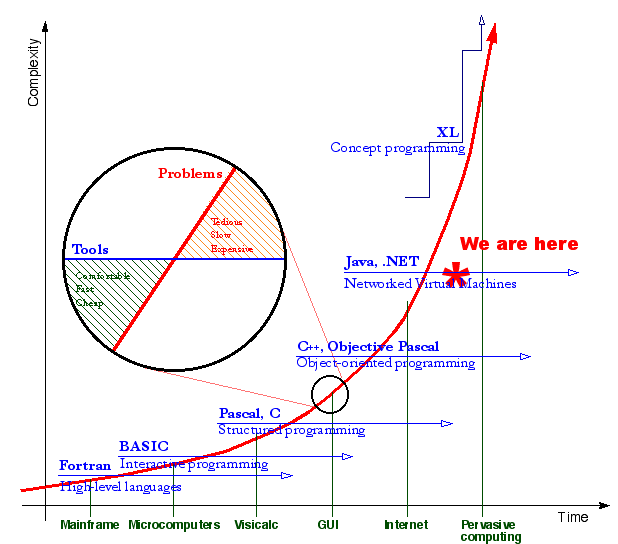 Complexity
XL
Concept programming
Problems
Tedious
Slow
Expensive
Tools
Comfortable
Fast
Cheap
We are here
Java, .NET
Networked Virtual Machines
C++, Objective Pascal
Object-oriented programming
Pascal, C
Structured programming
BASIC
Interactive programming
Fortran
High-level languages
Time
Mainframe
Microcomputers
Visicalc
GUI
Internet
Pervasive
computing